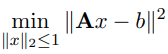 min ‖Ax − b‖²
‖x‖₂≤1